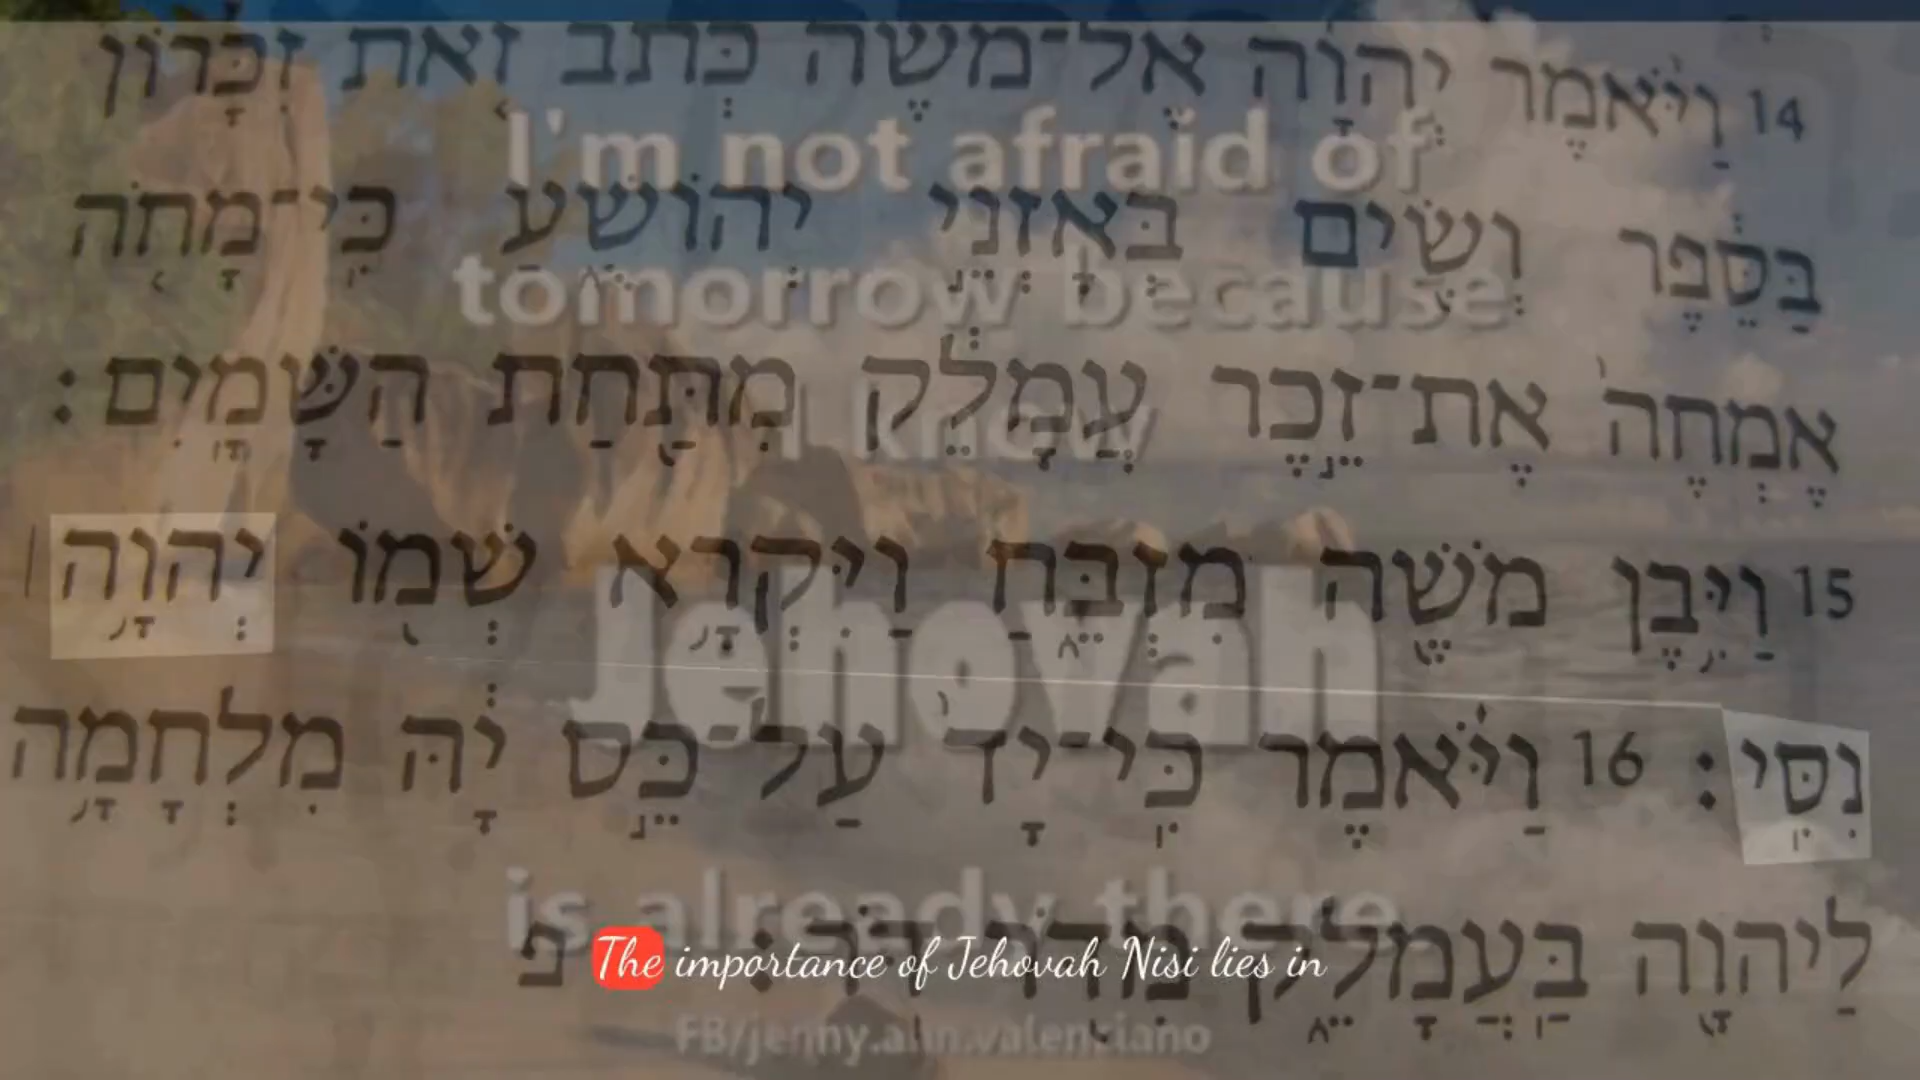 14 וַיֹּ֨אמֶר יְהוָ֜ה אֶל־מֹשֶׁ֗ה כְּתֹ֨ב זֹ֤את זִכָּרוֹן֙
בַּסֵּ֔פֶר וְשִׂ֖ים בְּאָזְנֵ֣י יְהוֹשֻׁ֑עַ כִּֽי־מָחֹ֤ה
אֶמְחֶה֙ אֶת־זֵ֣כֶר עֲמָלֵ֔ק מִתַּ֖חַת הַשָּׁמָֽיִם׃
15 וַיִּ֥בֶן מֹשֶׁ֖ה מִזְבֵּ֑חַ וַיִּקְרָ֥א שְׁמ֖וֹ יְהוָ֥ה ׀
נִסִּֽי׃ 16 וַיֹּ֗אמֶר כִּֽי־יָד֙ עַל־כֵּ֣ס יָ֔הּ מִלְחָמָ֥ה
לַיהוָ֖ה בַּֽעֲמָלֵ֑ק מִדֹּ֖ר דֹּֽר׃ פ
I'm not afraid of
tomorrow because
I know
Jehovah
is already there
The importance of Jehovah Nisi lies in
FB/jenny.ann.valenciano